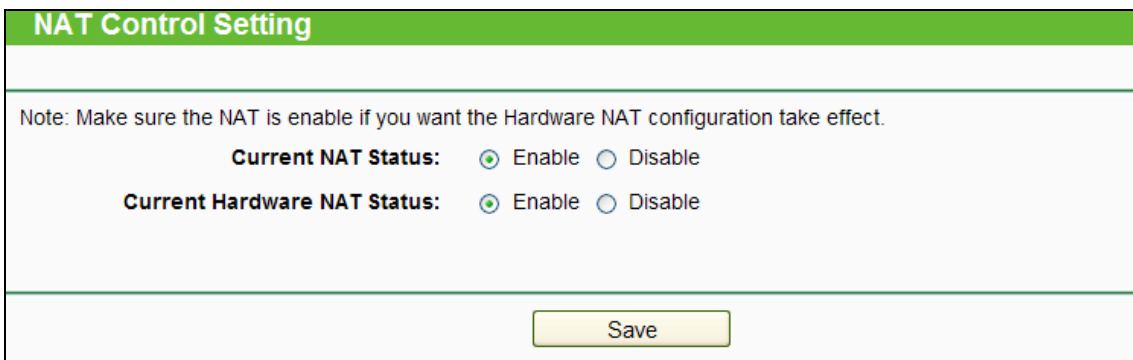 NAT Control Setting
Note: Make sure the NAT is enable if you want the Hardware NAT configuration take effect.
Current NAT Status: Enable Disable
Current Hardware NAT Status: Enable Disable
Save